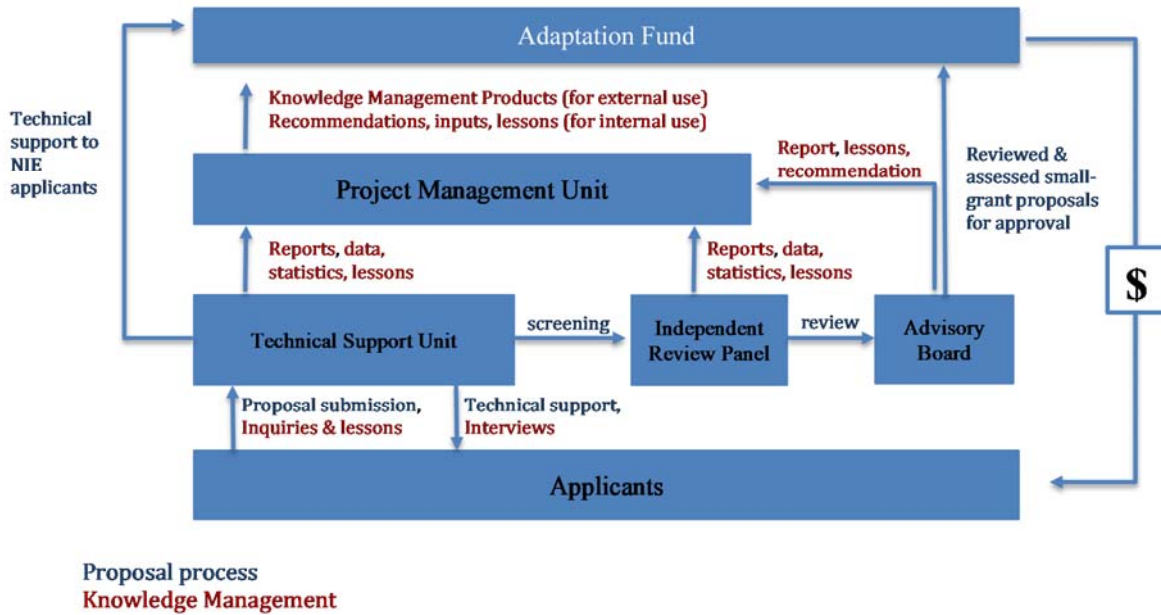 Adaptation Fund
Technical
support to
NIE
applicants
Knowledge Management Products (for external use)
Recommendations, inputs, lessons (for internal use)
Report, lessons,
recommendation
Reviewed &
assessed small-
grant proposals
for approval
Project Management Unit
Reports, data,
statistics, lessons
Reports, data,
statistics, lessons
$
Technical Support Unit
screening
Independent
Review Panel
review
Advisory
Board
Proposal submission,
Inquiries & lessons
Technical support,
Interviews
Applicants
Proposal process
Knowledge Management